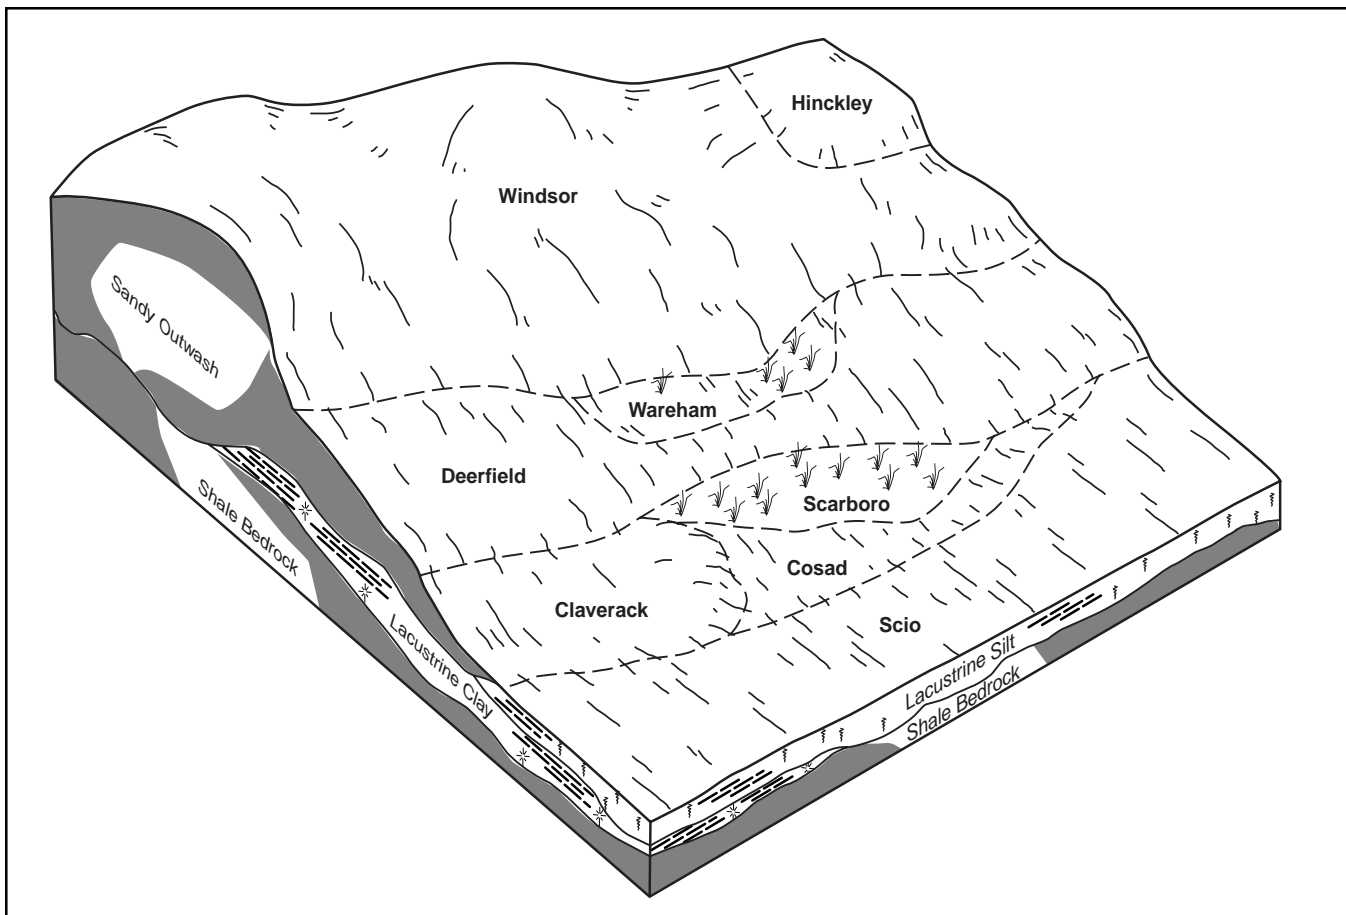 Hinckley
Windsor
Sandy Outwash
Wareham
Deerfield
Scarboro
Shale Bedrock
Cosad
Claverack
Scio
Lacustrine Clay
Lacustrine Silt
Shale Bedrock